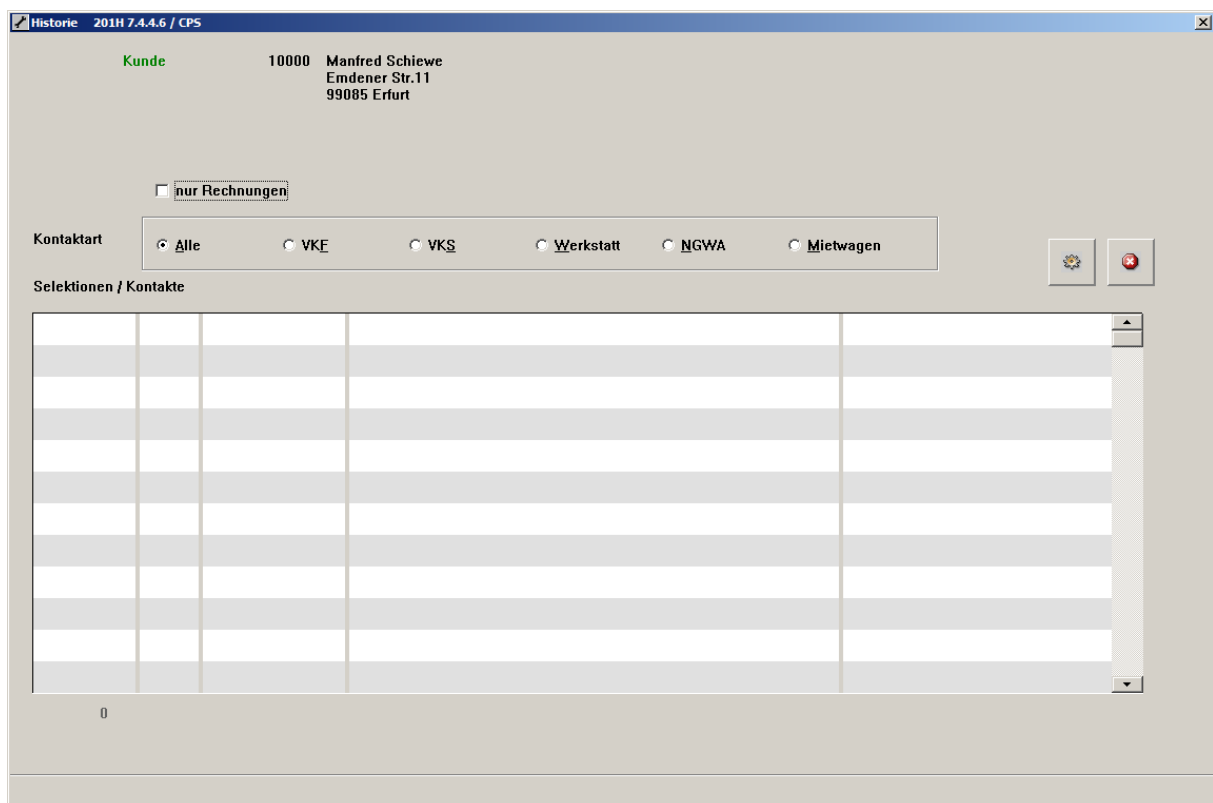 Historie 201H 7.4.4.6 / CPS
Kunde 10000 Manfred Schiewe
Emdener Str.11
99085 Erfurt
nur Rechnungen
Kontaktart Alle VKF VKS Werkstatt NGWA Mietwagen
Selektionen / Kontakte
0